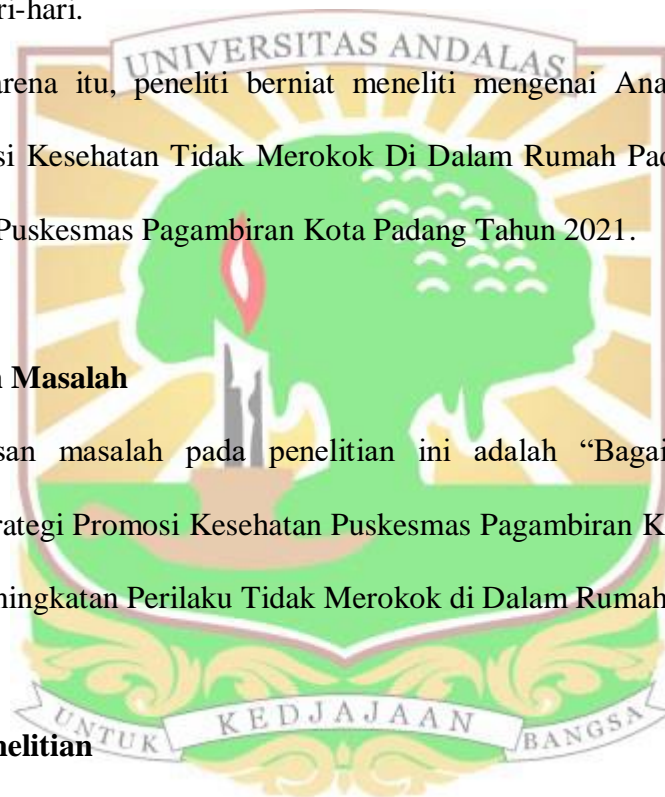 ri-hari.
UNIVERSITAS ANDALAS
arena itu, peneliti berniat meneliti mengenai Ana
si Kesehatan Tidak Merokok Di Dalam Rumah Pad
Puskesmas Pagambiran Kota Padang Tahun 2021.
n Masalah
san masalah pada penelitian ini adalah “Bagai
rategi Promosi Kesehatan Puskesmas Pagambiran K
ningkatan Perilaku Tidak Merokok di Dalam Rumah
UNTUK KEDJAJAAN BANGSA
nelitian